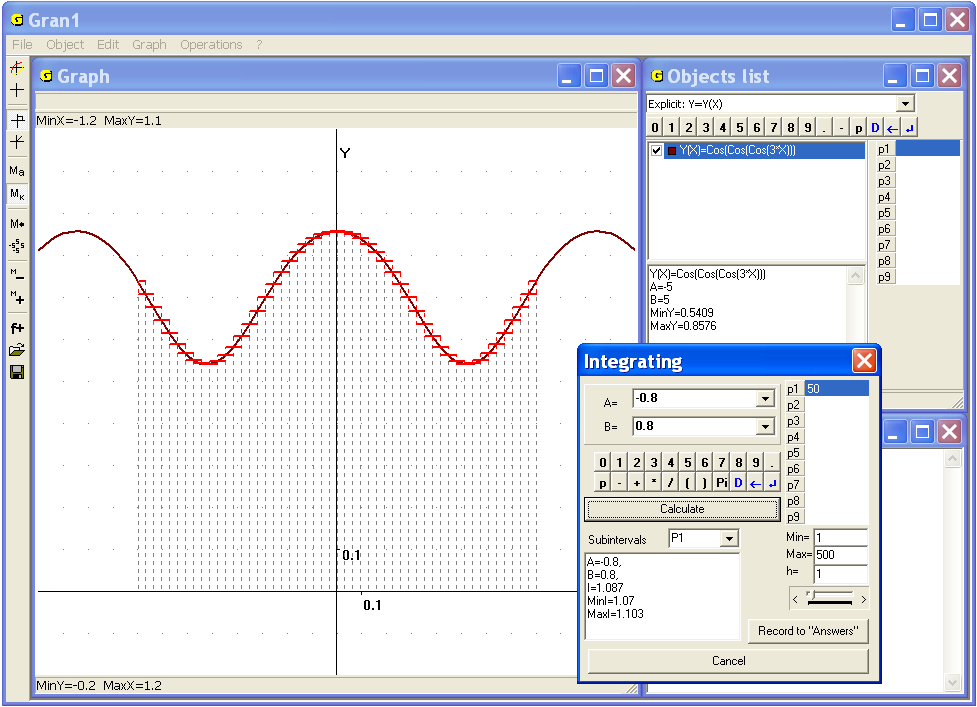 Gran1
File Object Edit Graph Operations ?
Graph
MinX=-1.2 MaxY=1.1
Y
0.1
0.1
MinY=-0.2 MaxX=1.2
Ma
Mк
M
S S S S
M
M
f+
Objects list
Explicit: Y=Y(X)
0 1 2 3 4 5 6 7 8 9 . - p D ← ↵
Y(X)=Cos(Cos(Cos(3*X)))
p1
p2
p3
p4
p5
p6
p7
p8
p9
Y(X)=Cos(Cos(Cos(3*X)))
A=-5
B=5
MinY=0.5409
MaxY=0.8576
Integrating
A= -0.8
B= 0.8
p1 50
p2
p3
p4
p5
p6
p7
p8
p9
0 1 2 3 4 5 6 7 8 9 .
p - + * / ( ) Pi D ← ↵
Calculate
Subintervals P1
Min= 1
Max= 500
h= 1
A=-0.8,
B=0.8,
I=1.087
MinI=1.07
MaxI=1.103
< >
Record to "Answers"
Cancel